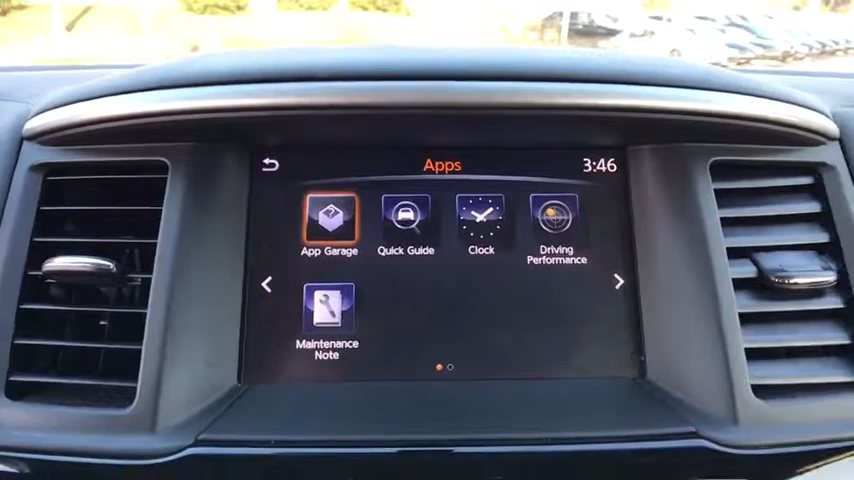 Apps
3:46
App Garage
Quick Guide
Clock
Driving
Performance
Maintenance
Note